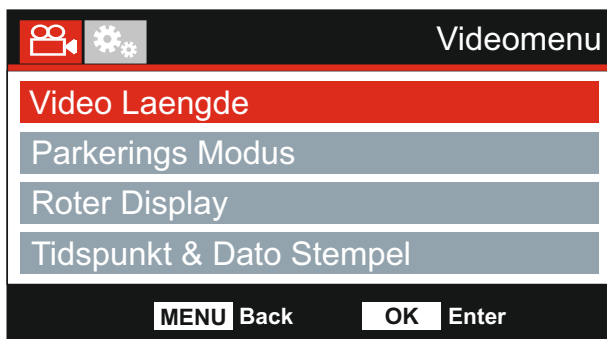 Videomenu
Video Laengde
Parkerings Modus
Roter Display
Tidspunkt & Dato Stempel
MENU Back OK Enter